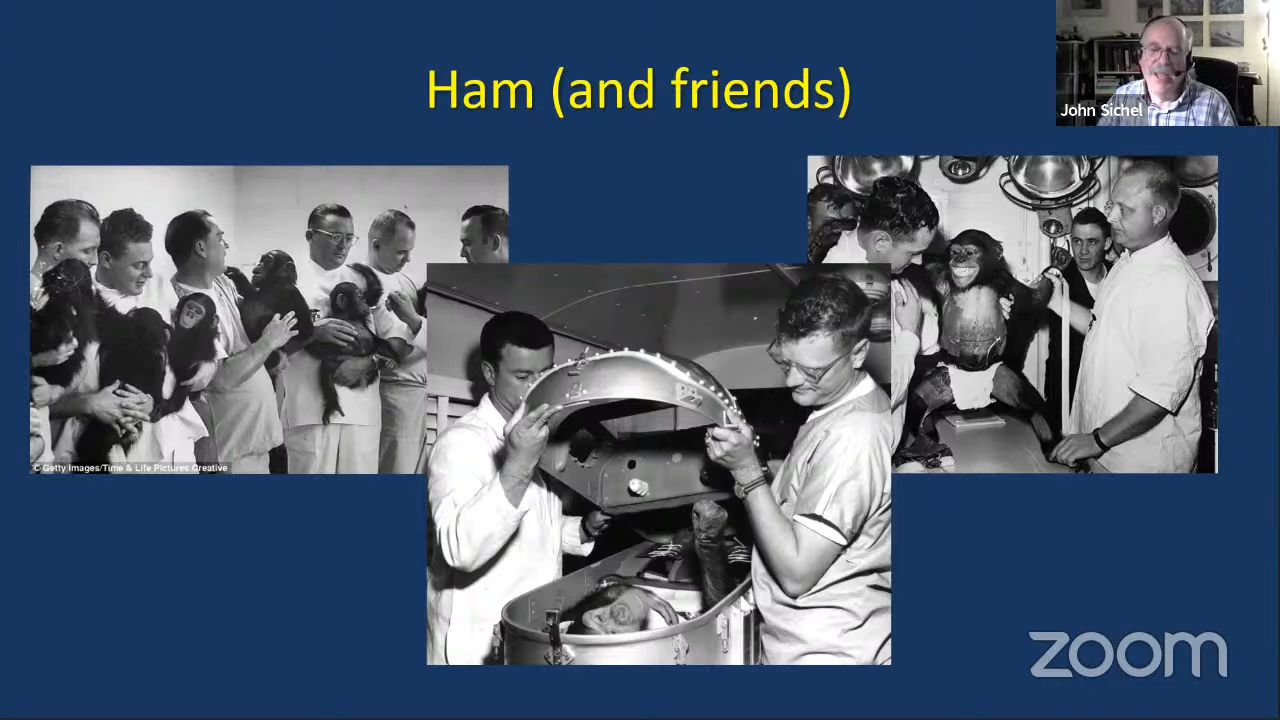 Ham (and friends)
John Sichel
© Getty Images/Time & Life Pictures Creative
zoom